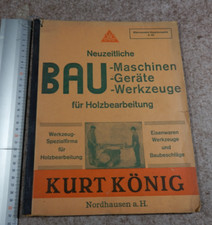 Neuzeitliche
BAU
-Maschinen
-Geräte
-Werkzeuge
für Holzbearbeitung
Werkzeug-
Spezialfirma
für
Holzbearbeitung
Eisenwaren
Werkzeuge
und
Baubeschläge
KURT KÖNIG
Nordhausen a.H.